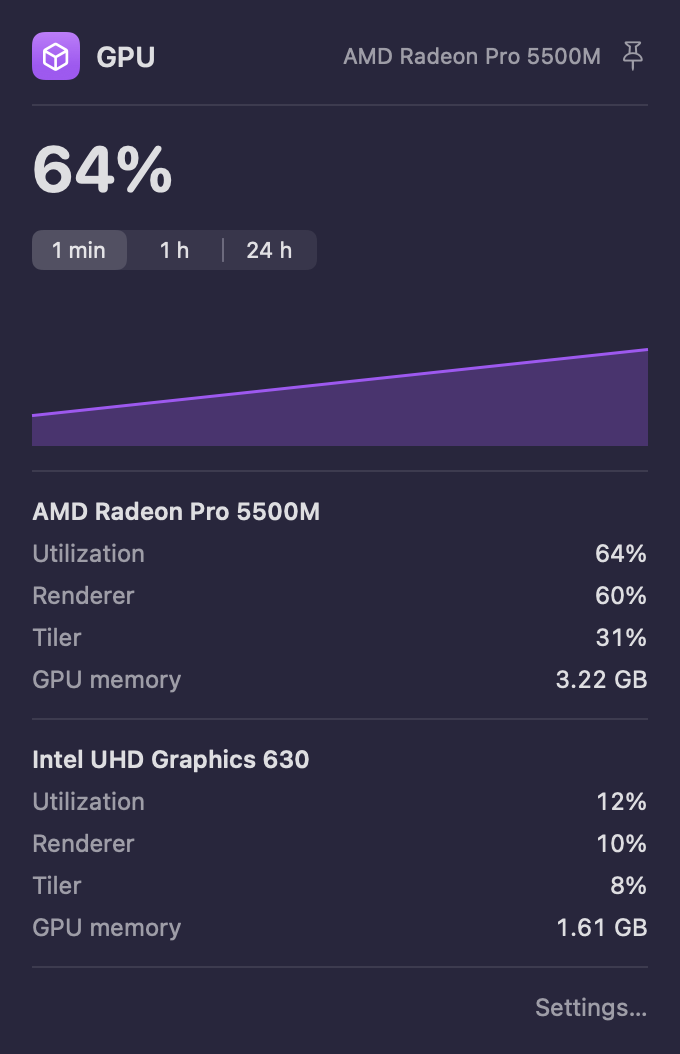 GPU AMD Radeon Pro 5500M
64%
1 min 1 h 24 h
AMD Radeon Pro 5500M
Utilization 64%
Renderer 60%
Tiler 31%
GPU memory 3.22 GB
Intel UHD Graphics 630
Utilization 12%
Renderer 10%
Tiler 8%
GPU memory 1.61 GB
Settings...